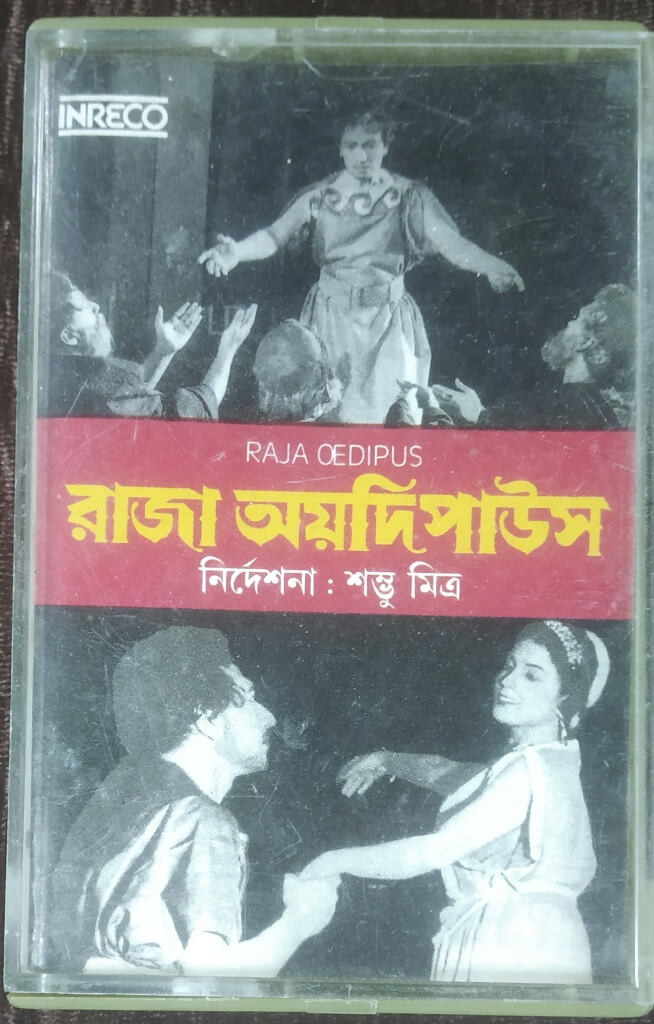 INRECO
RAJA ŒDIPUS
রাজা অয়দিপাউস
নির্দেশনা : শম্ভু মিত্র